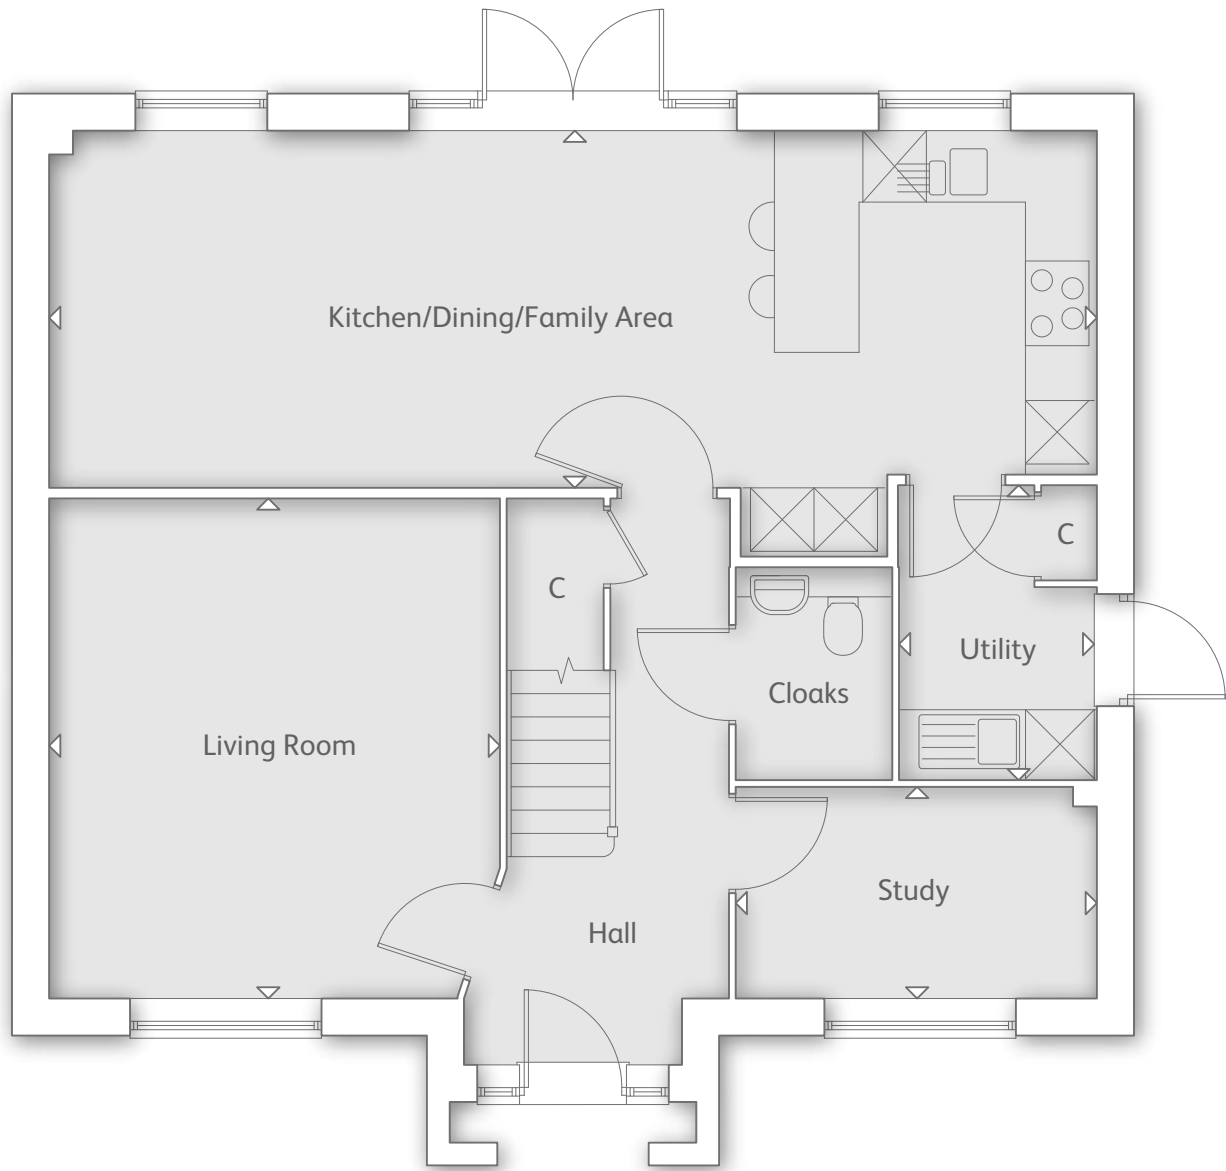 Kitchen/Dining/Family Area
C
C
Utility
Cloaks
Living Room
Study
Hall